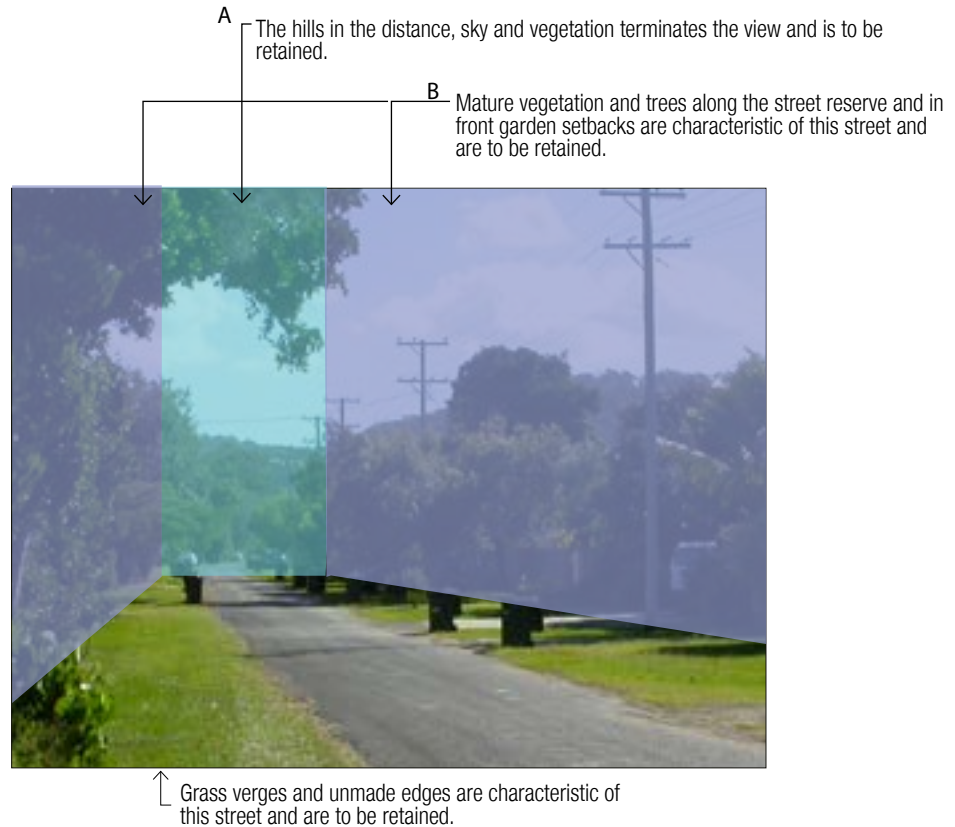 A
The hills in the distance, sky and vegetation terminates the view and is to be
retained.
B
Mature vegetation and trees along the street reserve and in
front garden setbacks are characteristic of this street and
are to be retained.
Grass verges and unmade edges are characteristic of
this street and are to be retained.